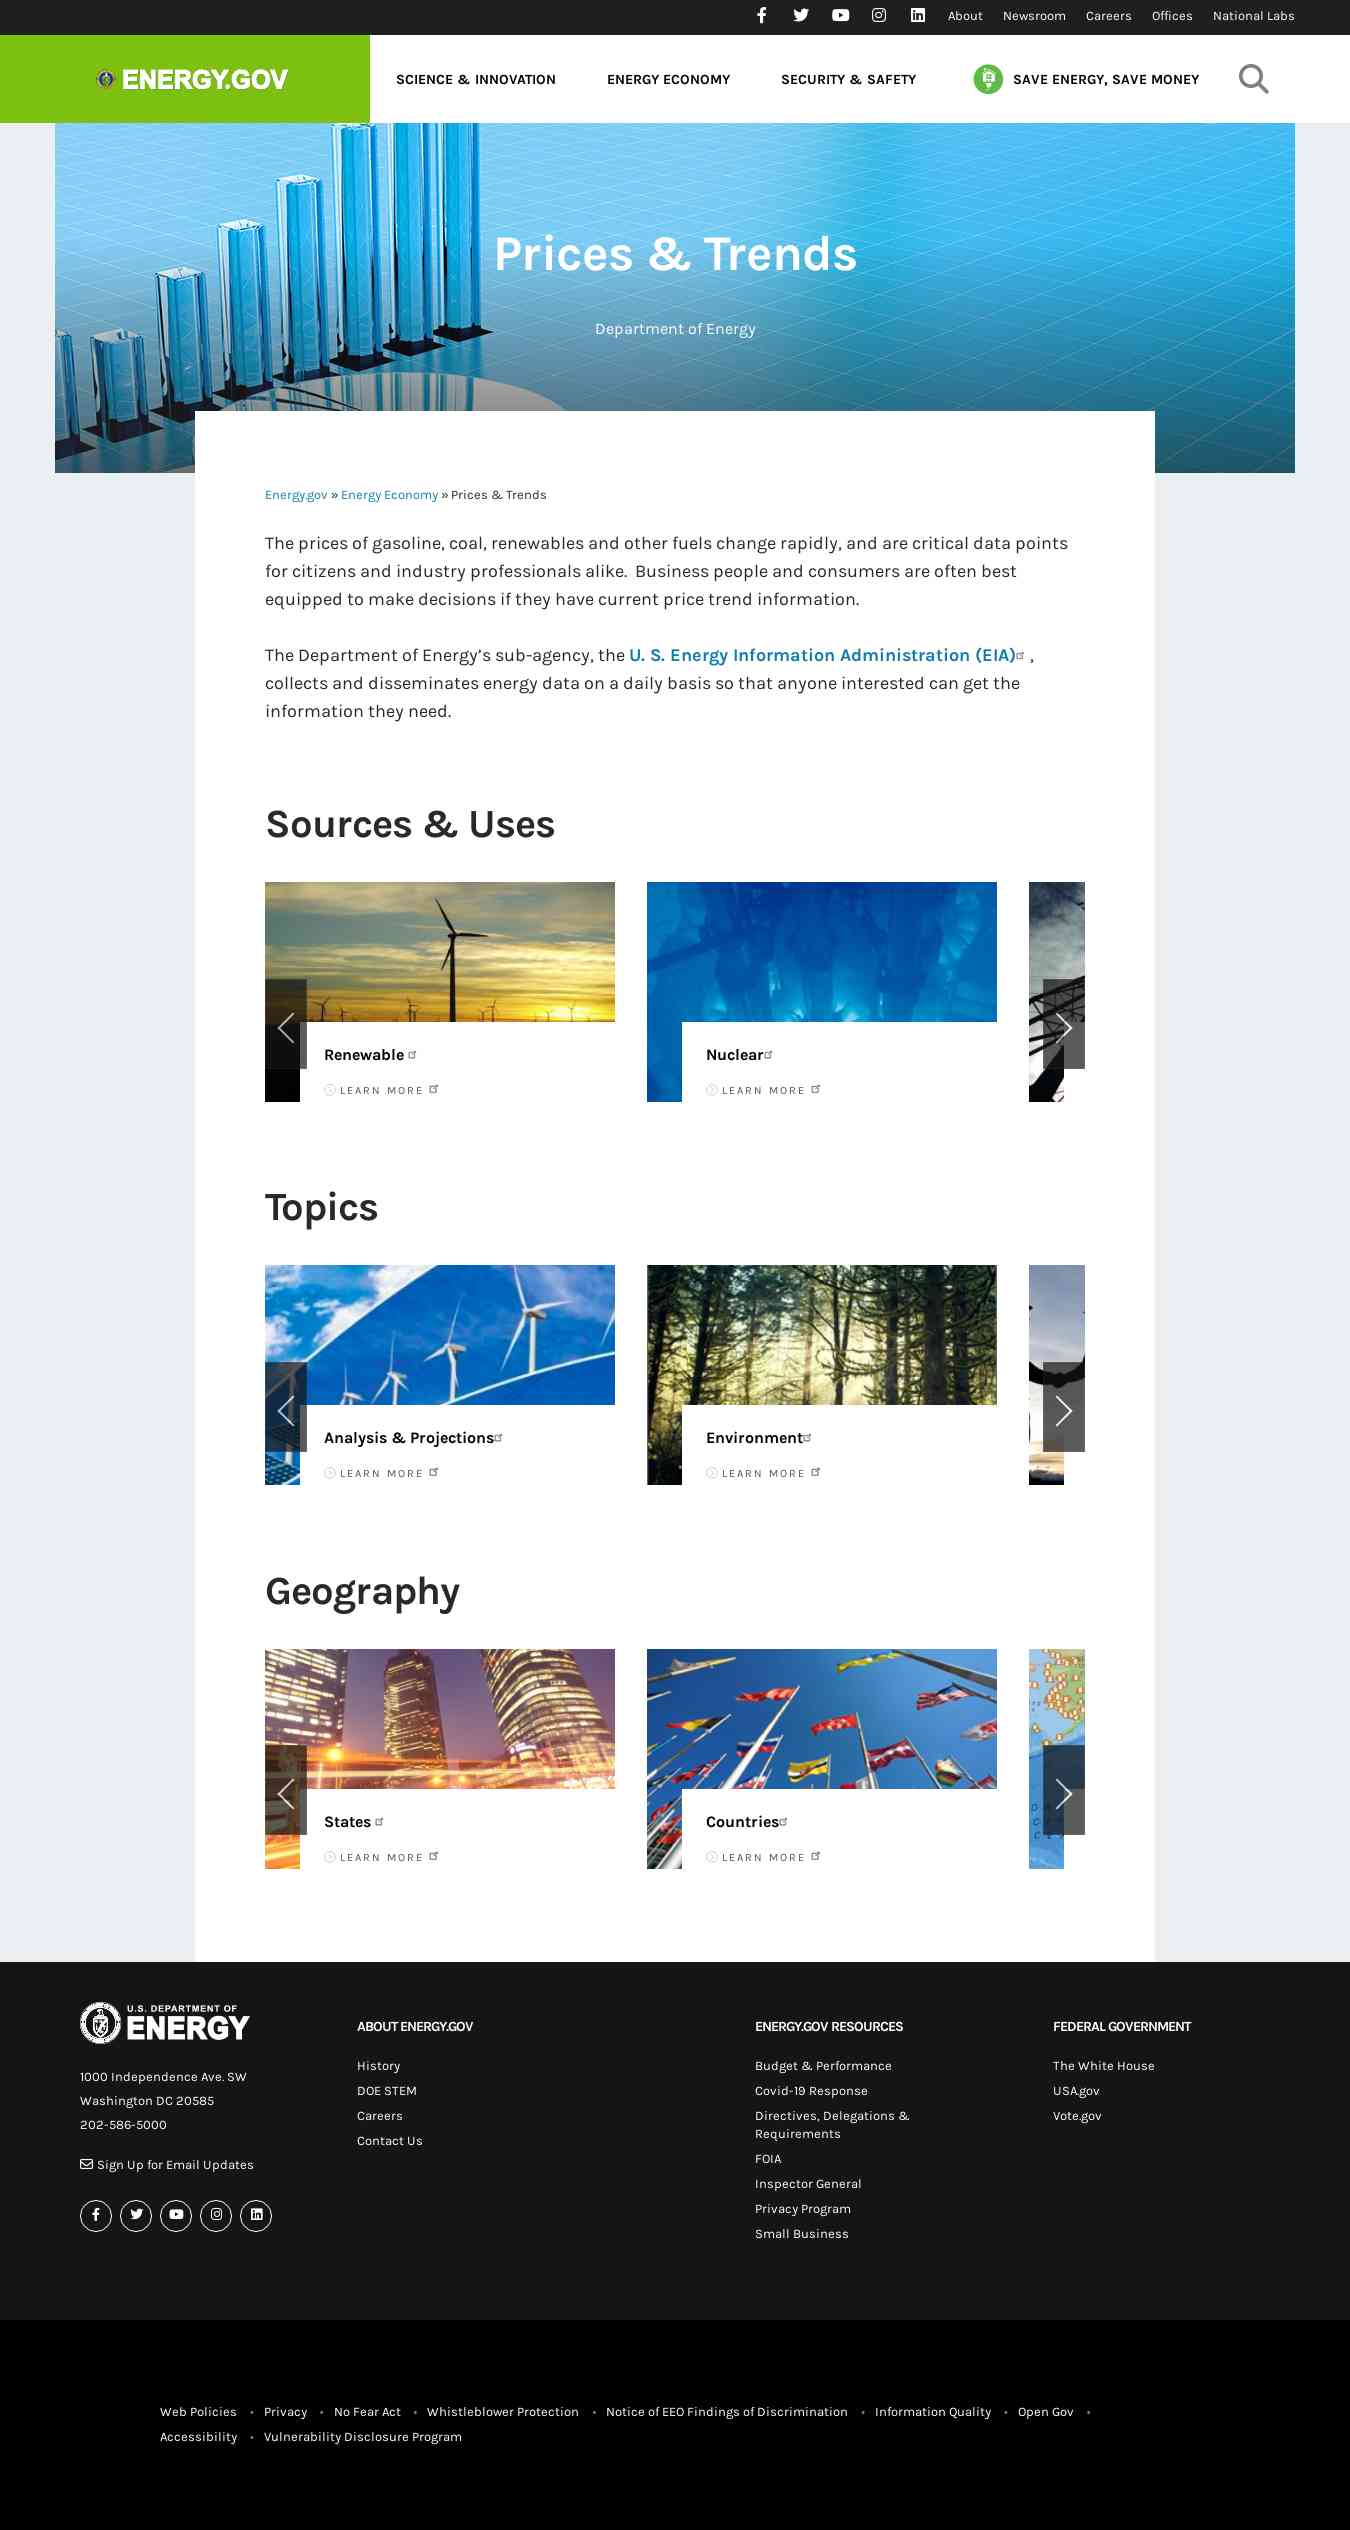 About Newsroom Careers Offices National Labs
ENERGY.GOV
SCIENCE & INNOVATION ENERGY ECONOMY SECURITY & SAFETY SAVE ENERGY, SAVE MONEY
Prices & Trends
Department of Energy
Energy.gov » Energy Economy » Prices & Trends
The prices of gasoline, coal, renewables and other fuels change rapidly, and are critical data points
for citizens and industry professionals alike.  Business people and consumers are often best
equipped to make decisions if they have current price trend information.
The Department of Energy’s sub-agency, the U. S. Energy Information Administration (EIA) ,
collects and disseminates energy data on a daily basis so that anyone interested can get the
information they need.
Sources & Uses
Renewable
LEARN MORE
Nuclear
LEARN MORE
Topics
Analysis & Projections
LEARN MORE
Environment
LEARN MORE
Geography
States
LEARN MORE
Countries
LEARN MORE
U.S. DEPARTMENT OF
ENERGY
1000 Independence Ave. SW
Washington DC 20585
202-586-5000
Sign Up for Email Updates
ABOUT ENERGY.GOV
History
DOE STEM
Careers
Contact Us
ENERGY.GOV RESOURCES
Budget & Performance
Covid-19 Response
Directives, Delegations &
Requirements
FOIA
Inspector General
Privacy Program
Small Business
FEDERAL GOVERNMENT
The White House
USA.gov
Vote.gov
Web Policies • Privacy • No Fear Act • Whistleblower Protection • Notice of EEO Findings of Discrimination • Information Quality • Open Gov •
Accessibility • Vulnerability Disclosure Program